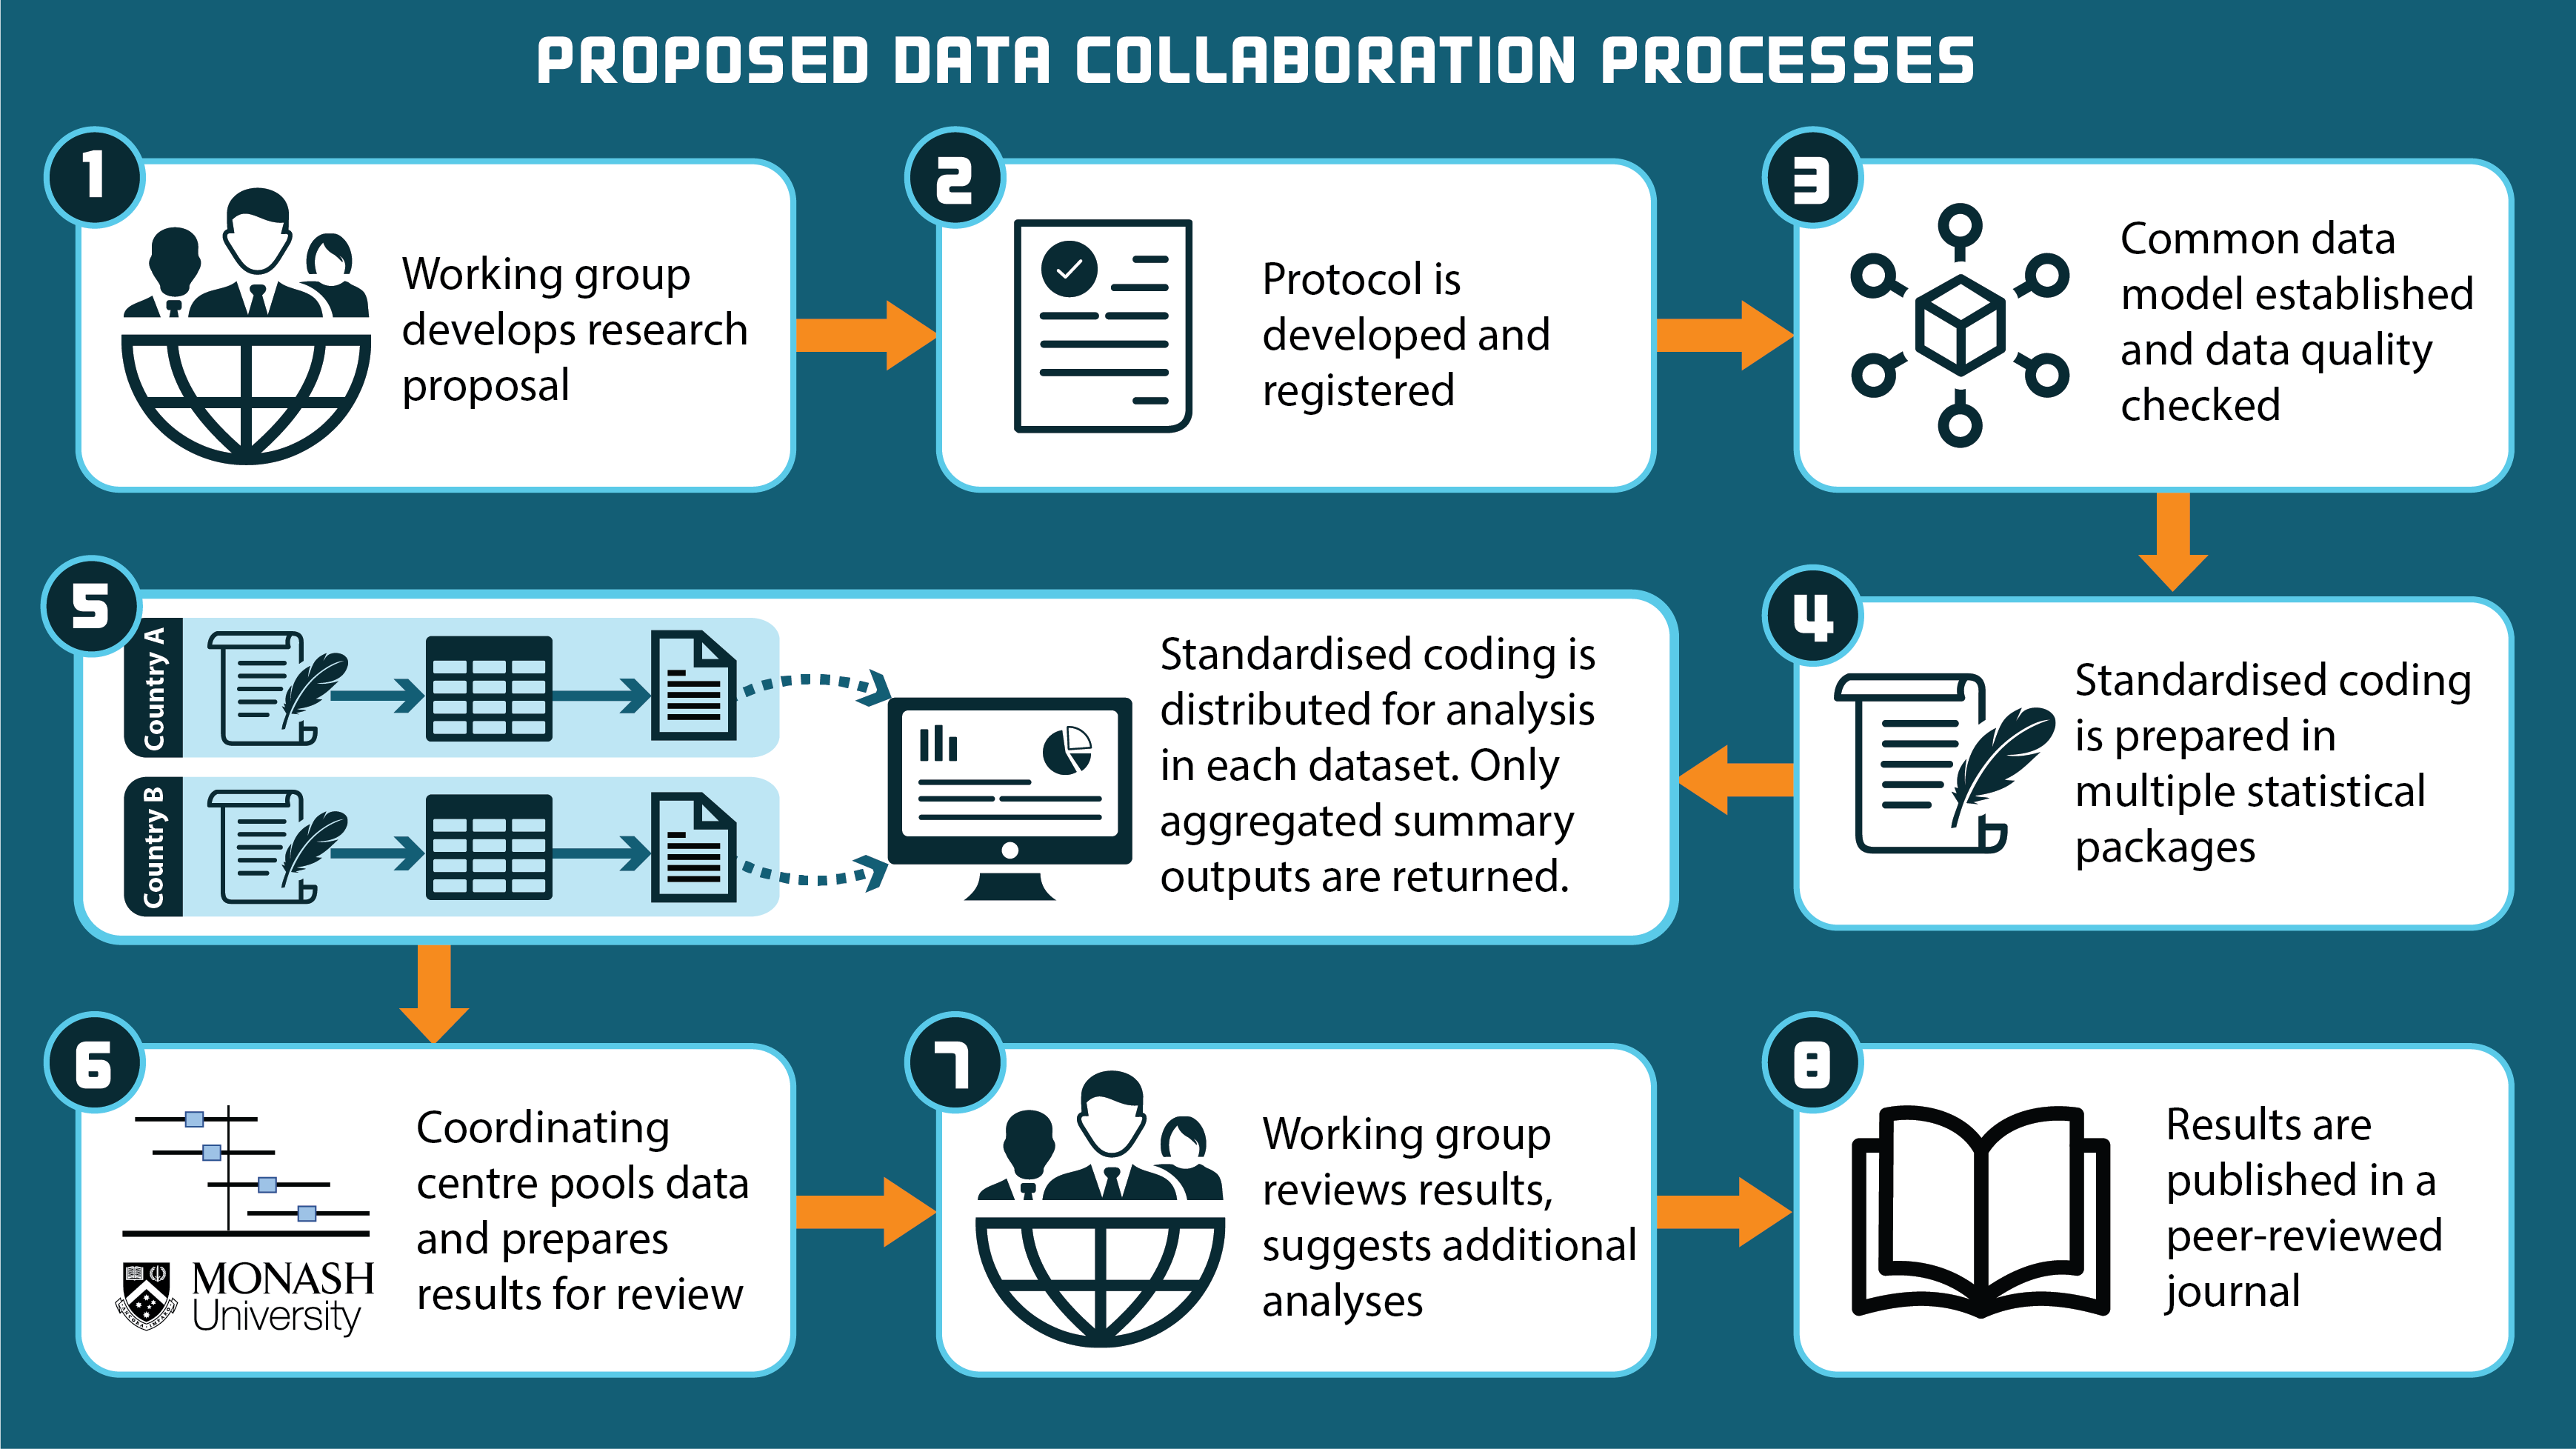 PROPOSED DATA COLLABORATION PROCESSES
1
Working group
develops research
proposal
2
Protocol is
developed and
registered
3
Common data
model established
and data quality
checked
4
Standardised coding
is prepared in
multiple statistical
packages
5
Country A
Country B
Standardised coding is
distributed for analysis
in each dataset. Only
aggregated summary
outputs are returned.
6
Coordinating
centre pools data
and prepares
results for review
MONASH
University
7
Working group
reviews results,
suggests additional
analyses
8
Results are
published in a
peer-reviewed
journal